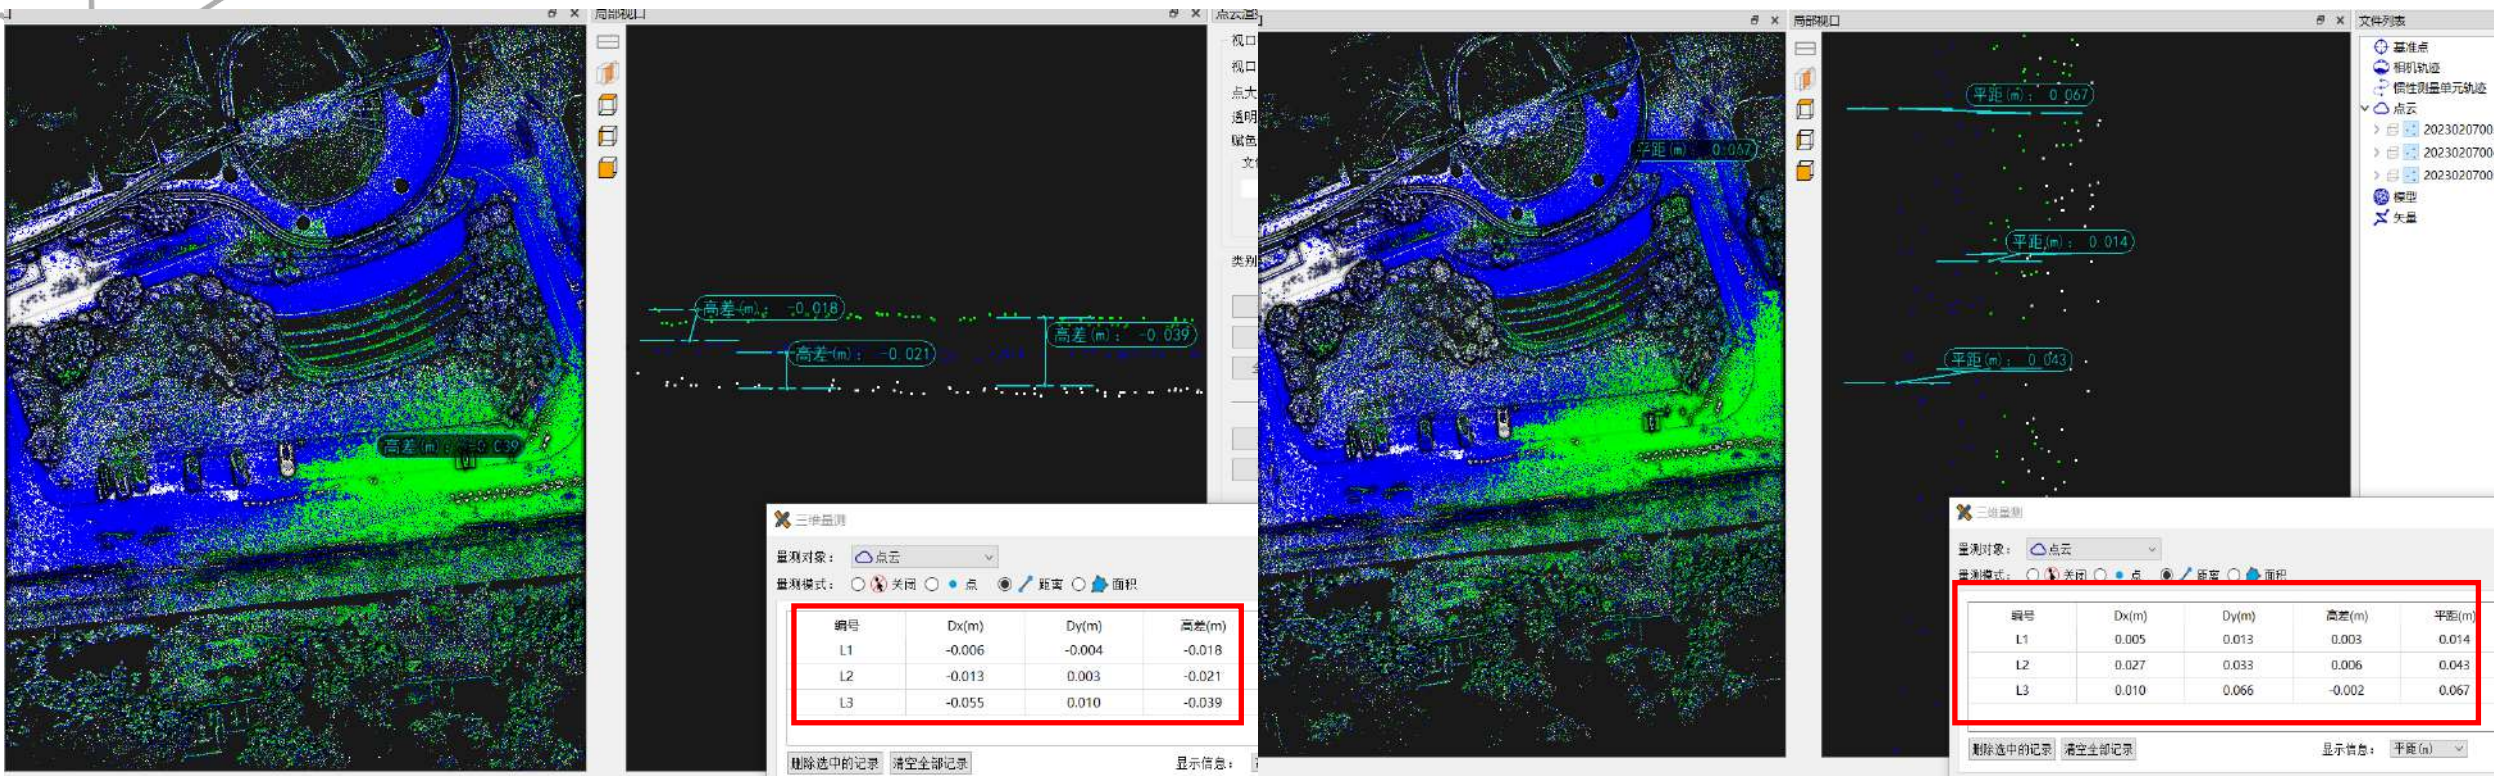 局部视口
高差(m): -0.018
高差(m): -0.021
高差(m): -0.039
高差(m): -0.039
三维量测
量测对象: 点云
量测模式: 关闭 点 距离 面积
编号 Dx(m) Dy(m) 高差(m)
L1 -0.006 -0.004 -0.018
L2 -0.013 0.003 -0.021
L3 -0.055 0.010 -0.039
删除选中的记录 清空全部记录 显示信息:
视口
视口
点大
透明
赋色
类别
局部视口
平距(m): 0.067
平距(m): 0.067
平距(m): 0.014
平距(m): 0.043
文件列表
基准点
相机轨迹
惯性测量单元轨迹
点云
2023020700
2023020700
2023020700
模型
矢量
三维量测
量测对象: 点云
量测模式: 关闭 点 距离 面积
编号 Dx(m) Dy(m) 高差(m) 平距(m)
L1 0.005 0.013 0.003 0.014
L2 0.027 0.033 0.006 0.043
L3 0.010 0.066 -0.002 0.067
删除选中的记录 清空全部记录 显示信息: 平距(m)